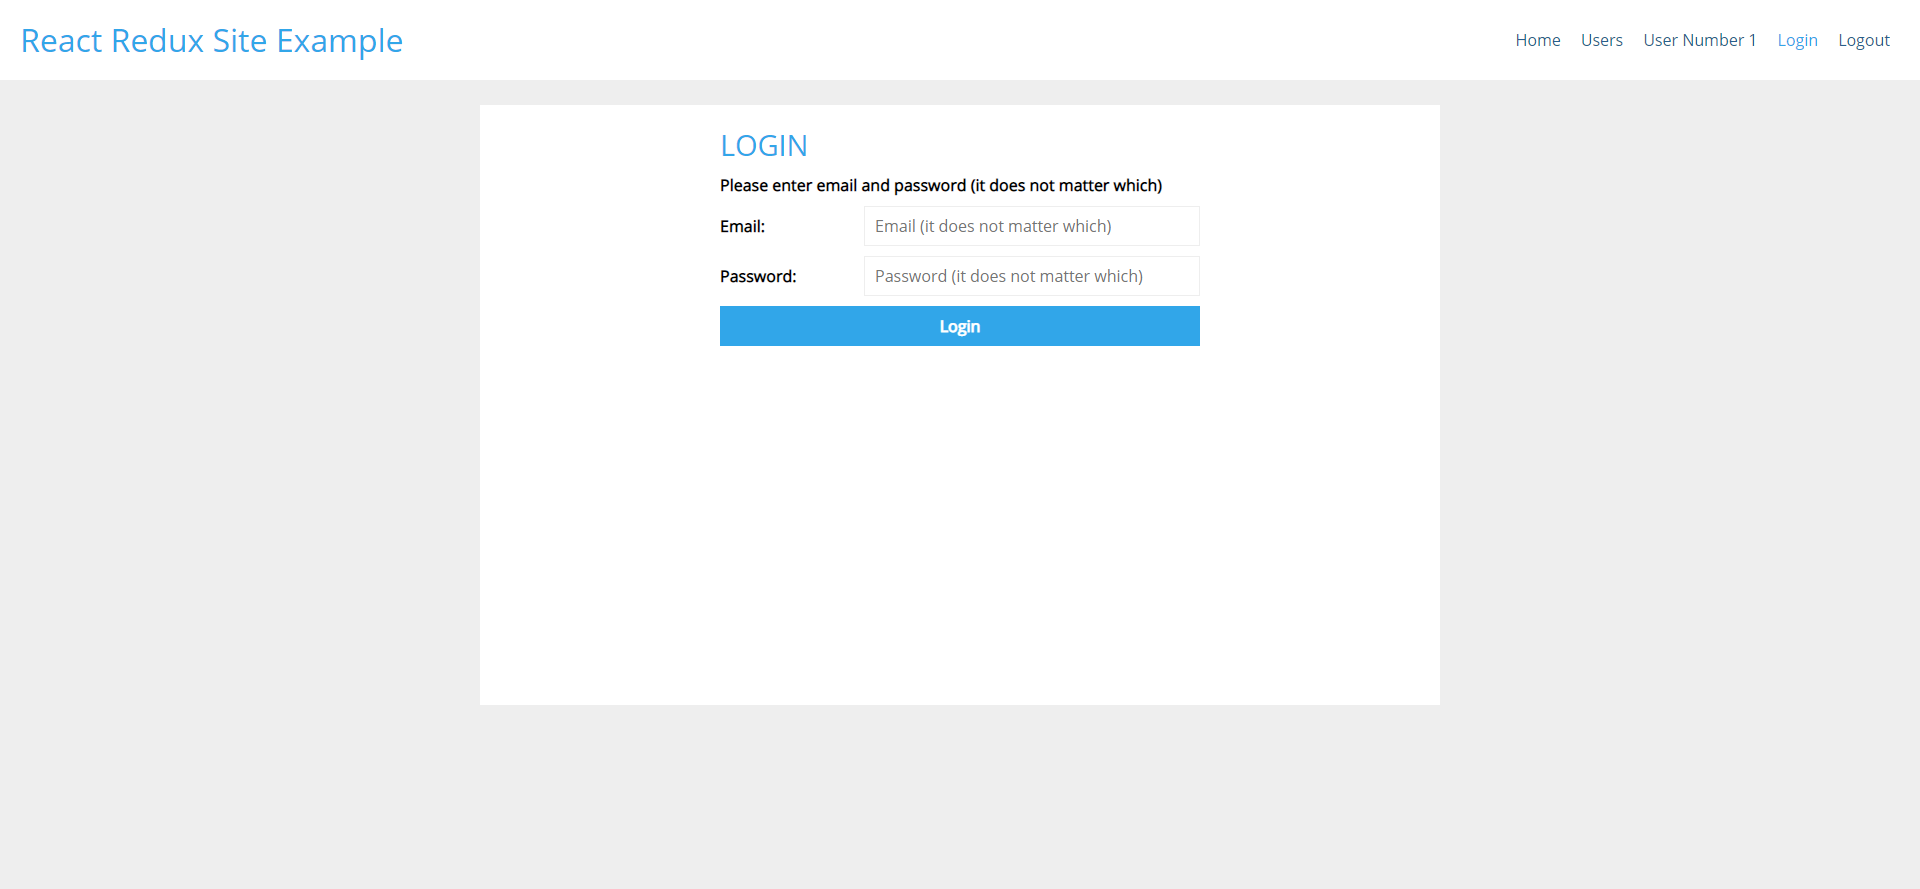 React Redux Site Example
Home Users User Number 1 Login Logout
LOGIN
Please enter email and password (it does not matter which)
Email: Email (it does not matter which)
Password: Password (it does not matter which)
Login